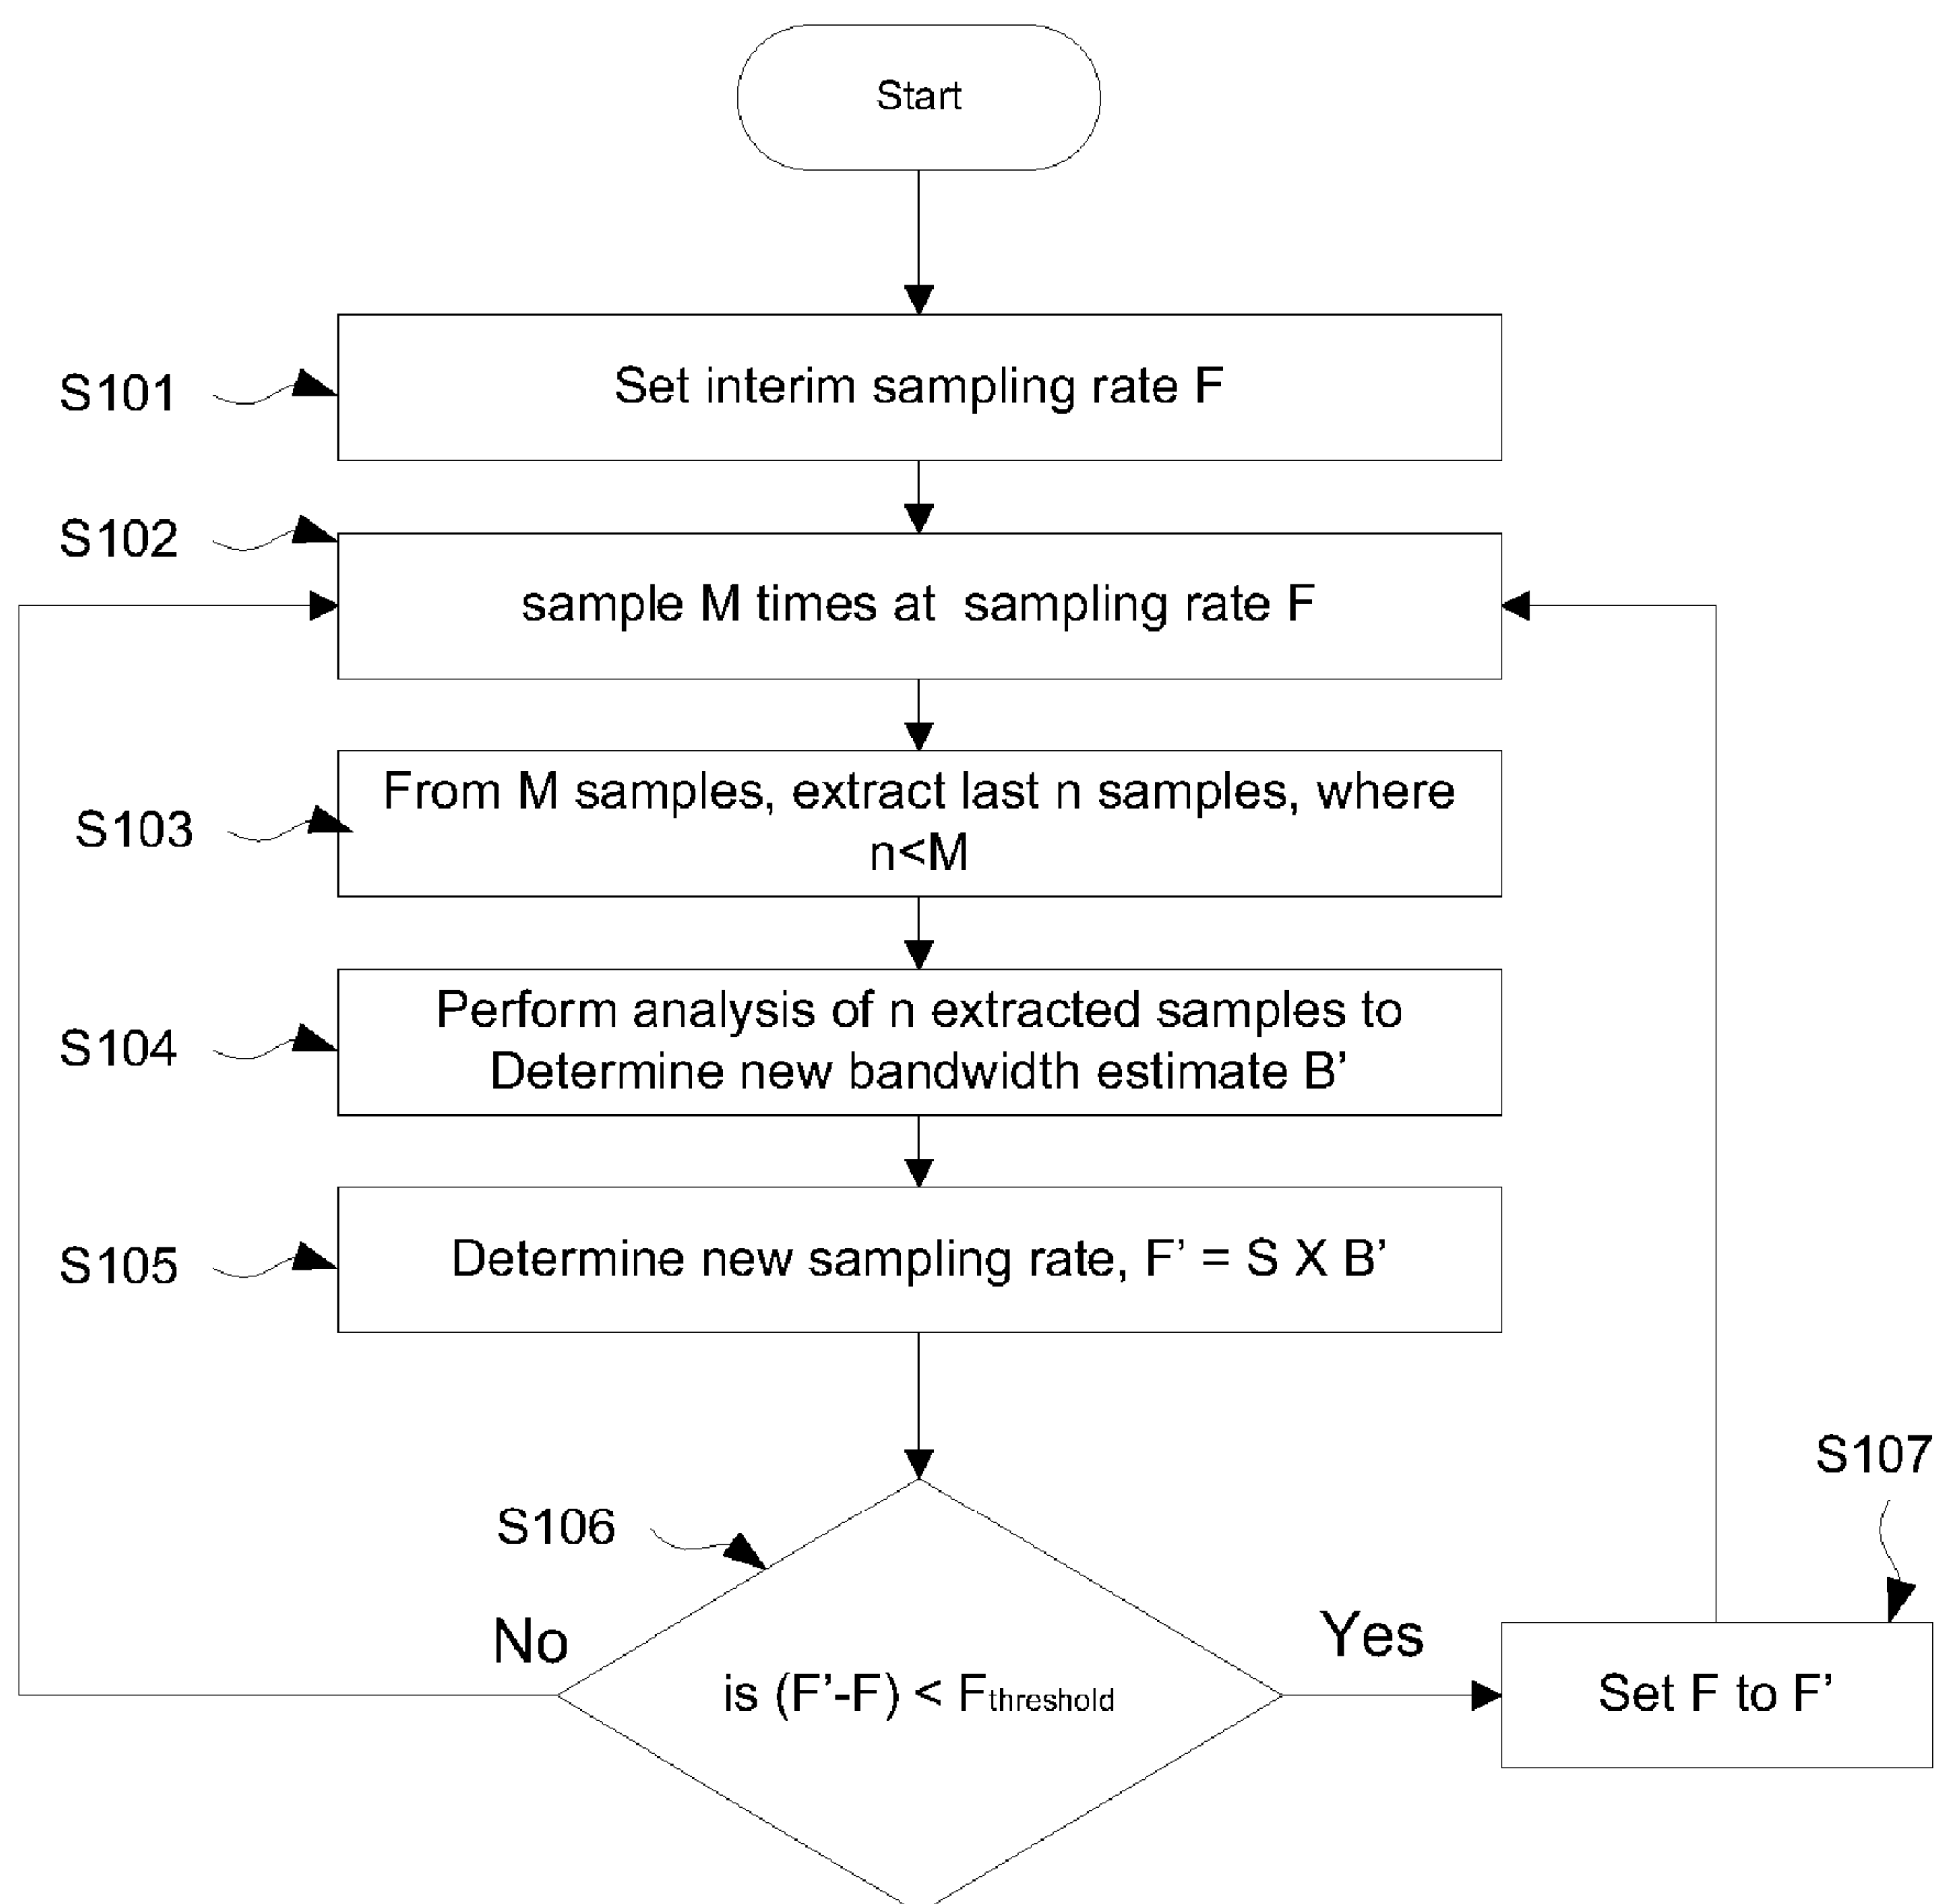 Start
S101
Set interim sampling rate F
S102
sample M times at sampling rate F
S103
From M samples, extract last n samples, where
n<M
S104
Perform analysis of n extracted samples to
Determine new bandwidth estimate B'
S105
Determine new sampling rate, F' = S X B'
S106
S107
No
Yes
is (F'-F) < Fthreshold
Set F to F'